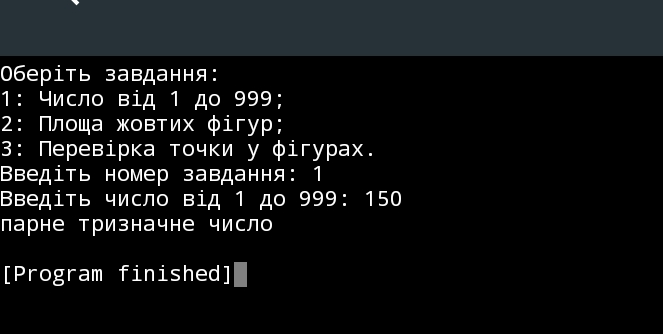 Оберіть завдання:
1: Число від 1 до 999;
2: Площа жовтих фігур;
3: Перевірка точки у фігурах.
Введіть номер завдання: 1
Введіть число від 1 до 999: 150
парне тризначне число
[Program finished]